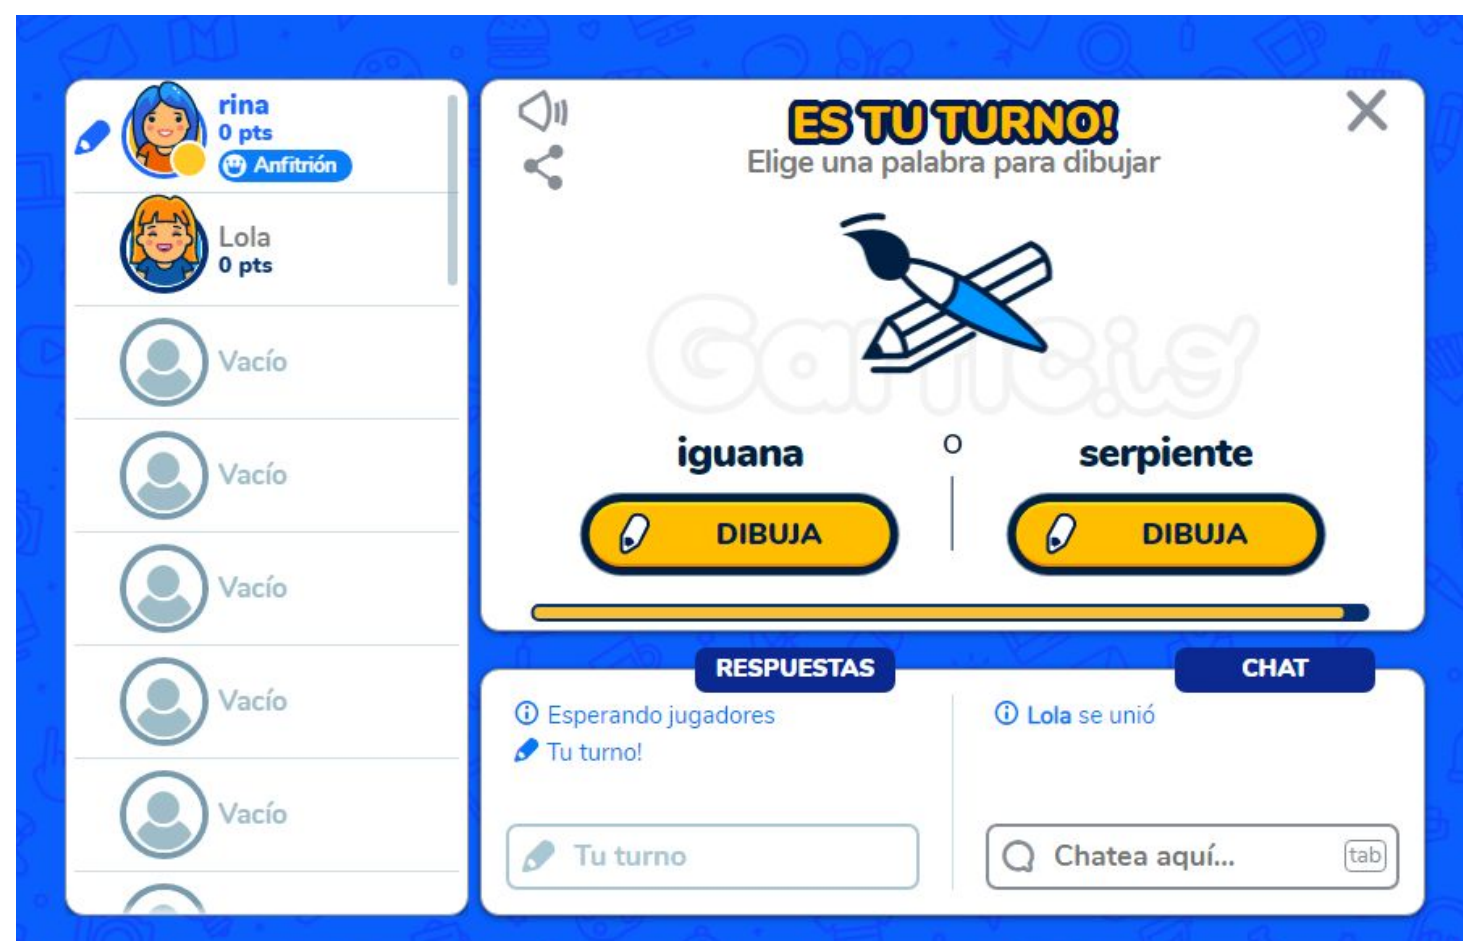 rina
0 pts
Anfitrión
Lola
0 pts
Vacío
Vacío
Vacío
Vacío
Vacío
ES TU TURNO!
Elige una palabra para dibujar
Gartic.io
iguana
o
serpiente
DIBUJA
DIBUJA
RESPUESTAS
Esperando jugadores
Tu turno!
Tu turno
CHAT
Lola se unió
Chatea aquí...
tab